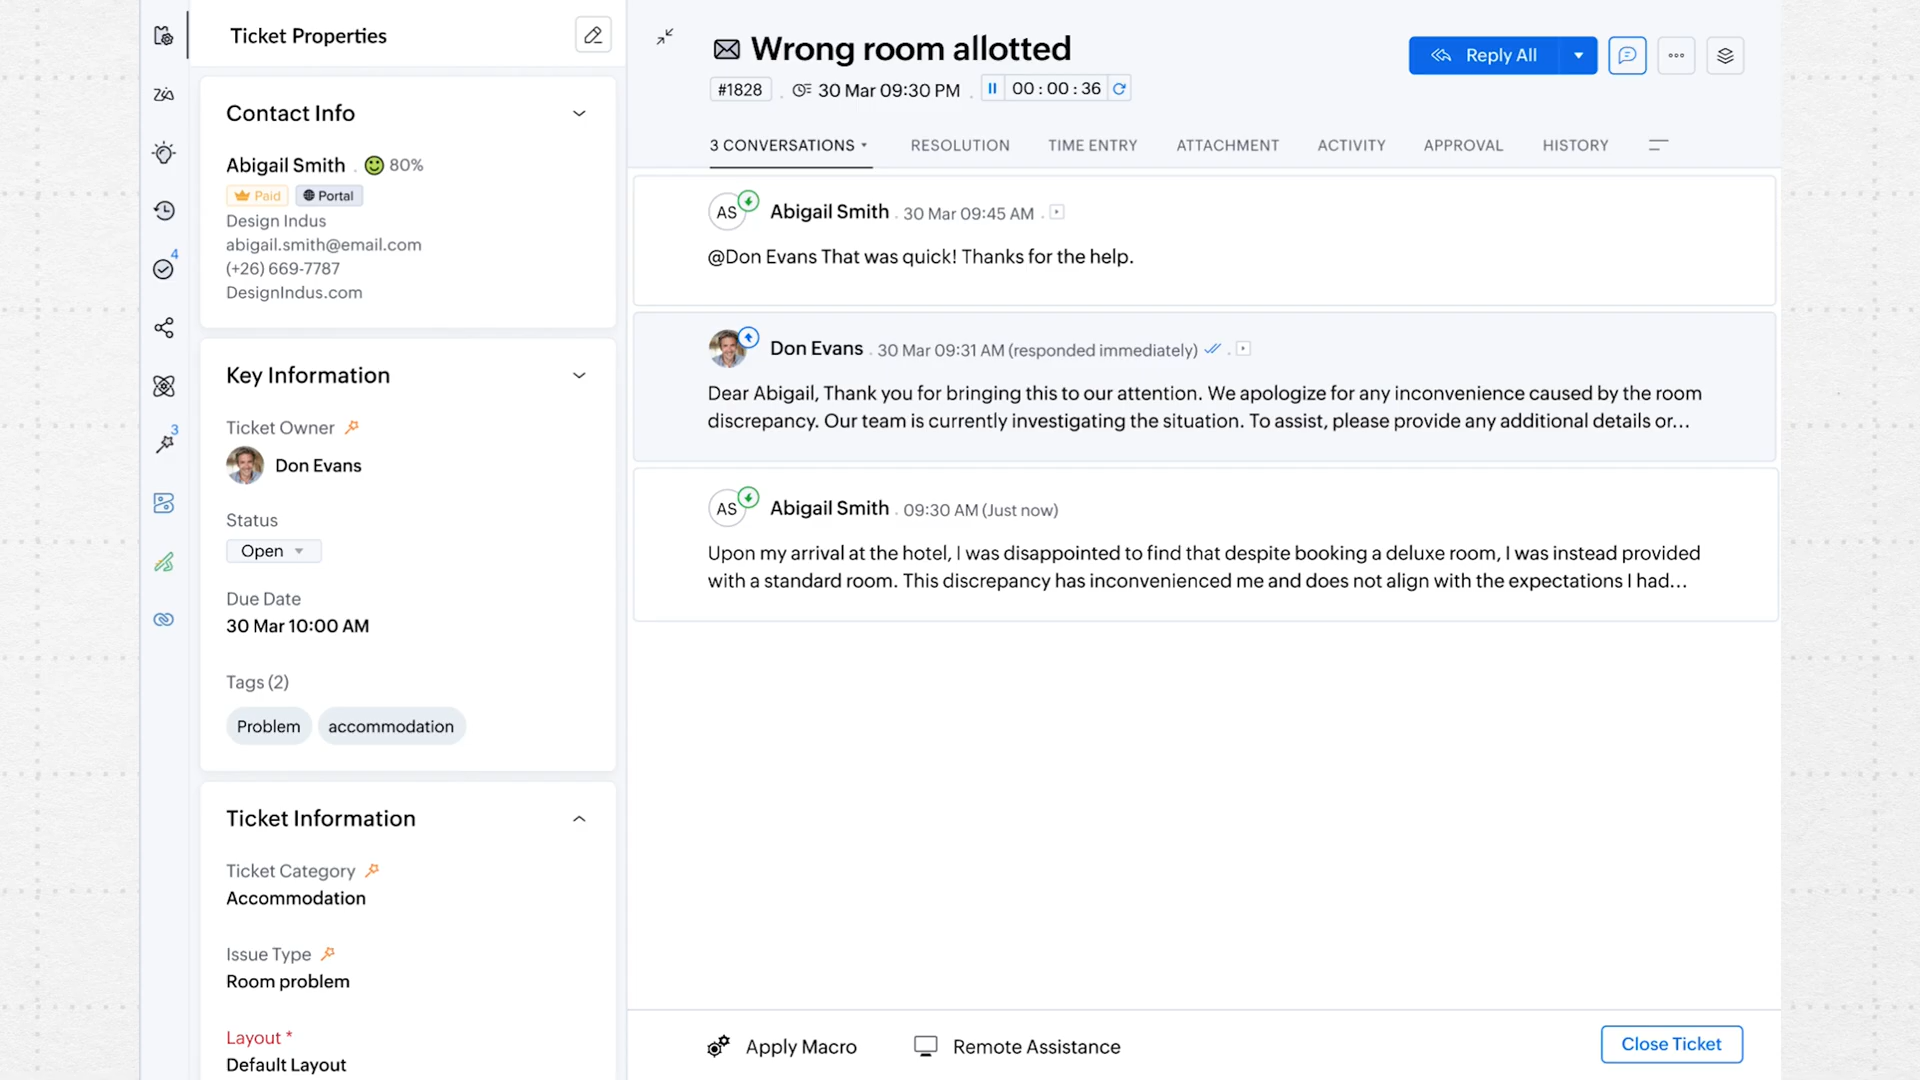 Ticket Properties
Contact Info
Abigail Smith . 80%
Paid Portal
Design Indus
abigail.smith@email.com
(+26) 669-7787
DesignIndus.com
4
3
Key Information
Ticket Owner
Don Evans
Status
Open
Due Date
30 Mar 10:00 AM
Tags (2)
Problem accommodation
Ticket Information
Ticket Category
Accommodation
Issue Type
Room problem
Layout *
Default Layout
Wrong room allotted
#1828 . 30 Mar 09:30 PM . 00 : 00 : 36
Reply All
3 CONVERSATIONS RESOLUTION TIME ENTRY ATTACHMENT ACTIVITY APPROVAL HISTORY
AS Abigail Smith . 30 Mar 09:45 AM .
@Don Evans That was quick! Thanks for the help.
Don Evans . 30 Mar 09:31 AM (responded immediately) .
Dear Abigail, Thank you for bringing this to our attention. We apologize for any inconvenience caused by the room
discrepancy. Our team is currently investigating the situation. To assist, please provide any additional details or...
AS Abigail Smith . 09:30 AM (Just now)
Upon my arrival at the hotel, I was disappointed to find that despite booking a deluxe room, I was instead provided
with a standard room. This discrepancy has inconvenienced me and does not align with the expectations I had...
Apply Macro Remote Assistance Close Ticket